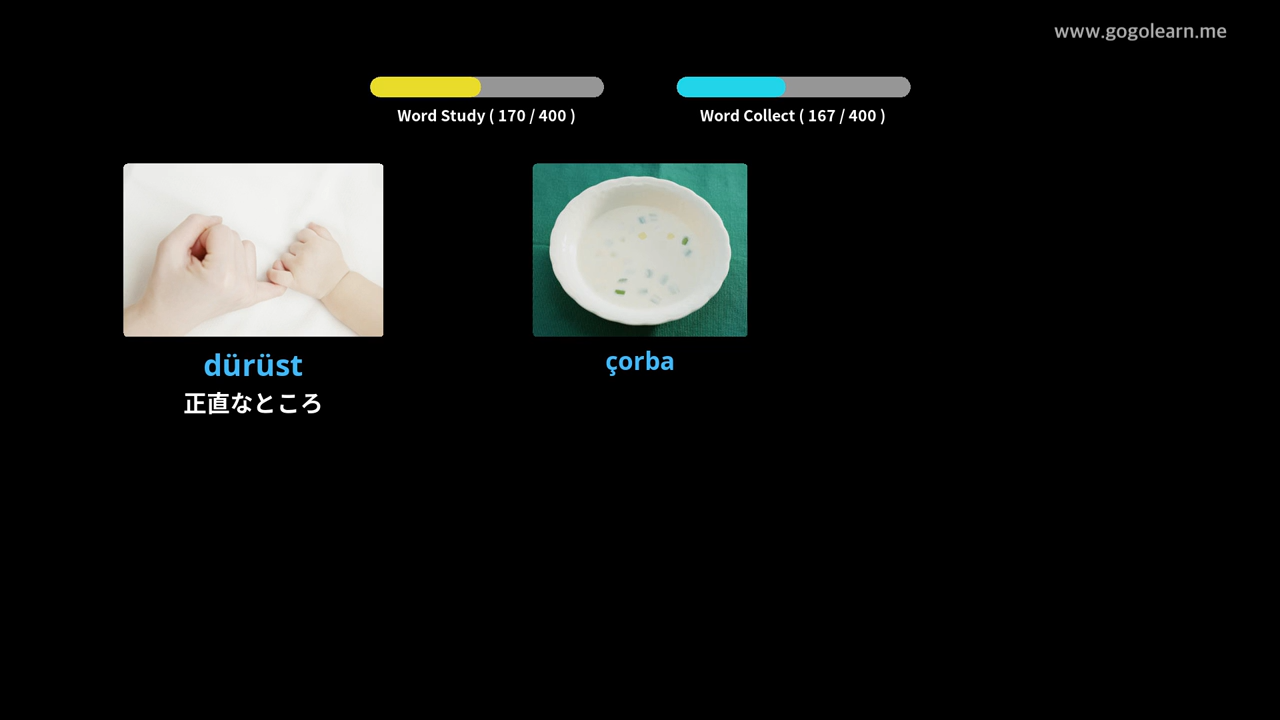 www.gogolearn.me
Word Study ( 170 / 400 )
Word Collect ( 167 / 400 )
dürüst
正直なところ
çorba